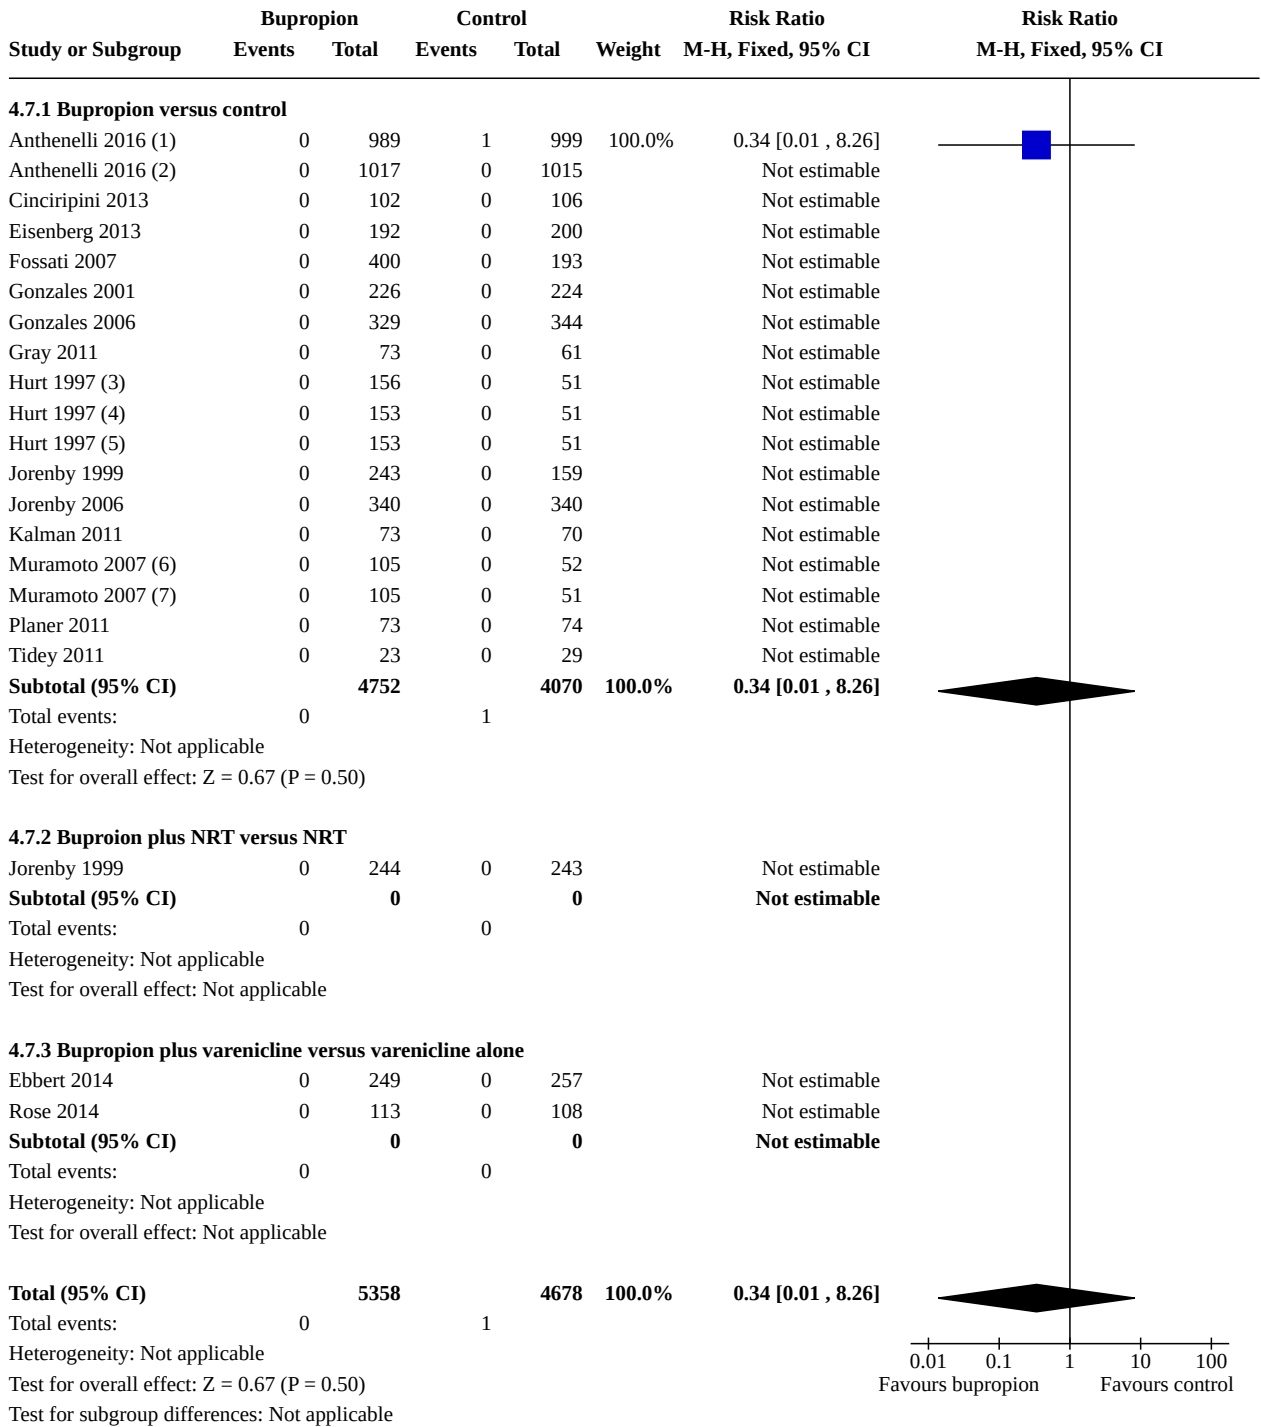 Bupropion Control Risk Ratio Risk Ratio
Study or Subgroup Events Total Events Total Weight M-H, Fixed, 95% CI M-H, Fixed, 95% CI
4.7.1 Bupropion versus control
Anthenelli 2016 (1) 0 989 1 999 100.0% 0.34 [0.01 , 8.26]
Anthenelli 2016 (2) 0 1017 0 1015 Not estimable
Cinciripini 2013 0 102 0 106 Not estimable
Eisenberg 2013 0 192 0 200 Not estimable
Fossati 2007 0 400 0 193 Not estimable
Gonzales 2001 0 226 0 224 Not estimable
Gonzales 2006 0 329 0 344 Not estimable
Gray 2011 0 73 0 61 Not estimable
Hurt 1997 (3) 0 156 0 51 Not estimable
Hurt 1997 (4) 0 153 0 51 Not estimable
Hurt 1997 (5) 0 153 0 51 Not estimable
Jorenby 1999 0 243 0 159 Not estimable
Jorenby 2006 0 340 0 340 Not estimable
Kalman 2011 0 73 0 70 Not estimable
Muramoto 2007 (6) 0 105 0 52 Not estimable
Muramoto 2007 (7) 0 105 0 51 Not estimable
Planer 2011 0 73 0 74 Not estimable
Tidey 2011 0 23 0 29 Not estimable
Subtotal (95% CI) 4752 4070 100.0% 0.34 [0.01 , 8.26]
Total events: 0 1
Heterogeneity: Not applicable
Test for overall effect: Z = 0.67 (P = 0.50)
4.7.2 Buproion plus NRT versus NRT
Jorenby 1999 0 244 0 243 Not estimable
Subtotal (95% CI) 0 0 Not estimable
Total events: 0 0
Heterogeneity: Not applicable
Test for overall effect: Not applicable
4.7.3 Bupropion plus varenicline versus varenicline alone
Ebbert 2014 0 249 0 257 Not estimable
Rose 2014 0 113 0 108 Not estimable
Subtotal (95% CI) 0 0 Not estimable
Total events: 0 0
Heterogeneity: Not applicable
Test for overall effect: Not applicable
Total (95% CI) 5358 4678 100.0% 0.34 [0.01 , 8.26]
Total events: 0 1
Heterogeneity: Not applicable
0.01 0.1 1 10 100
Test for overall effect: Z = 0.67 (P = 0.50)
Favours bupropion Favours control
Test for subgroup differences: Not applicable